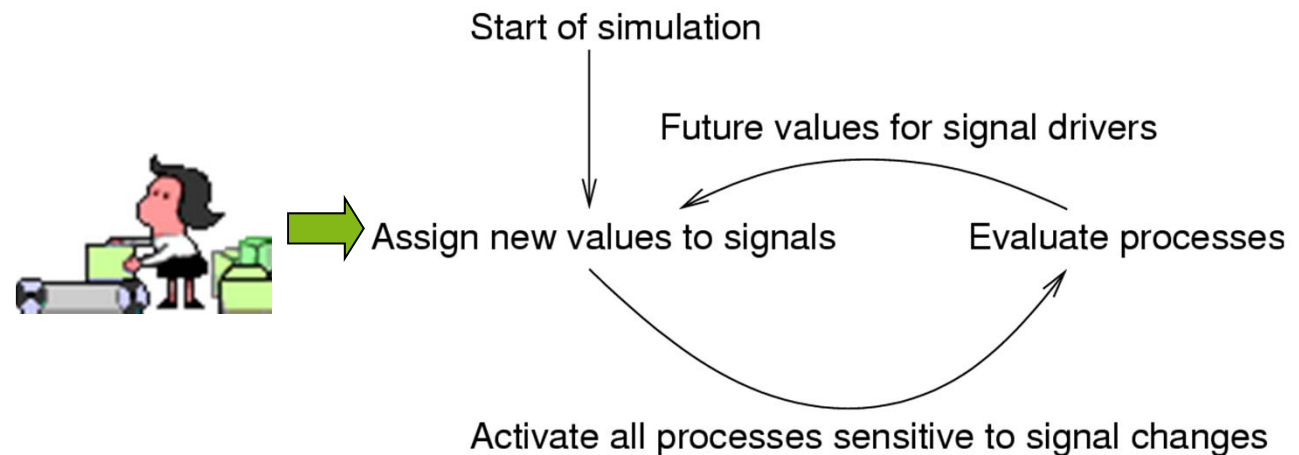 Start of simulation
Future values for signal drivers
Assign new values to signals
Evaluate processes
Activate all processes sensitive to signal changes